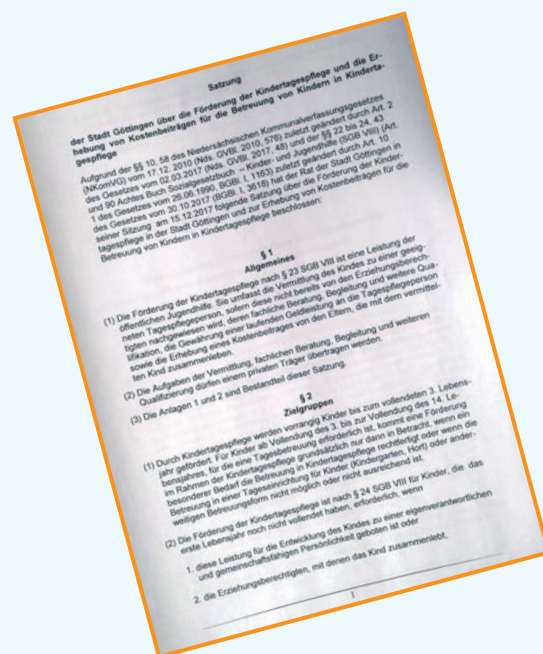 Satzung
der Stadt Göttingen über die Förderung der Kindertagespflege und die Er-
hebung von Kostenbeiträgen für die Betreuung von Kindern in Kinderta-
gespflege
Aufgrund der §§ 10, 58 des Niedersächsischen Kommunalverfassungsgesetzes
(NKomVG) vom 17.12.2010 (Nds. GVBl. 2010, 576) zuletzt geändert durch Art. 2
des Gesetzes vom 02.03.2017 (Nds. GVBl. 2017, 48) und der §§ 22 bis 24, 43
und 90 Achtes Buch Sozialgesetzbuch – Kinder- und Jugendhilfe (SGB VIII) (Art.
1 des Gesetzes vom 26.06.1990, BGBl. I, 1163) zuletzt geändert durch Art. 10
des Gesetzes vom 30.10.2017 (BGBl. I, 3618) hat der Rat der Stadt Göttingen in
seiner Sitzung am 15.12.2017 folgende Satzung über die Förderung der Kinder-
tagespflege in der Stadt Göttingen und zur Erhebung von Kostenbeiträgen für die
Betreuung von Kindern in Kindertagespflege beschlossen:
§ 1
Allgemeines
(1) Die Förderung der Kindertagespflege nach § 23 SGB VIII ist eine Leistung der
öffentlichen Jugendhilfe. Sie umfasst die Vermittlung des Kindes zu einer geeig-
neten Tagespflegeperson, sofern diese nicht bereits von den Erziehungsberech-
tigten nachgewiesen wird, deren fachliche Beratung, Begleitung und weitere Qua-
lifikation, die Gewährung einer laufenden Geldleistung an die Tagespflegeperson
sowie die Erhebung eines Kostenbeitrages von den Eltern, die mit dem vermittel-
ten Kind zusammenleben.
(2) Die Aufgaben der Vermittlung, fachlichen Beratung, Begleitung und weiteren
Qualifizierung dürfen einem privaten Träger übertragen werden.
(3) Die Anlagen 1 und 2 sind Bestandteil dieser Satzung.
§ 2
Zielgruppen
(1) Durch Kindertagespflege werden vorrangig Kinder bis zum vollendeten 3. Lebens-
jahr gefördert. Für Kinder ab Vollendung des 3. bis zur Vollendung des 14. Le-
bensjahres, für die eine Tagesbetreuung erforderlich ist, kommt eine Förderung
im Rahmen der Kindertagespflege grundsätzlich nur dann in Betracht, wenn ein
besonderer Bedarf die Betreuung in Kindertagespflege rechtfertigt oder wenn die
Betreuung in einer Tageseinrichtung für Kinder (Kindergarten, Hort) oder ander-
weitigen Betreuungsform nicht möglich oder nicht ausreichend ist.
(2) Die Förderung der Kindertagespflege ist nach § 24 SGB VIII für Kinder, die das
erste Lebensjahr noch nicht vollendet haben, erforderlich, wenn
1. diese Leistung für die Entwicklung des Kindes zu einer eigenverantwortlichen
und gemeinschaftsfähigen Persönlichkeit geboten ist oder
2. die Erziehungsberechtigten, mit denen das Kind zusammenlebt,
1